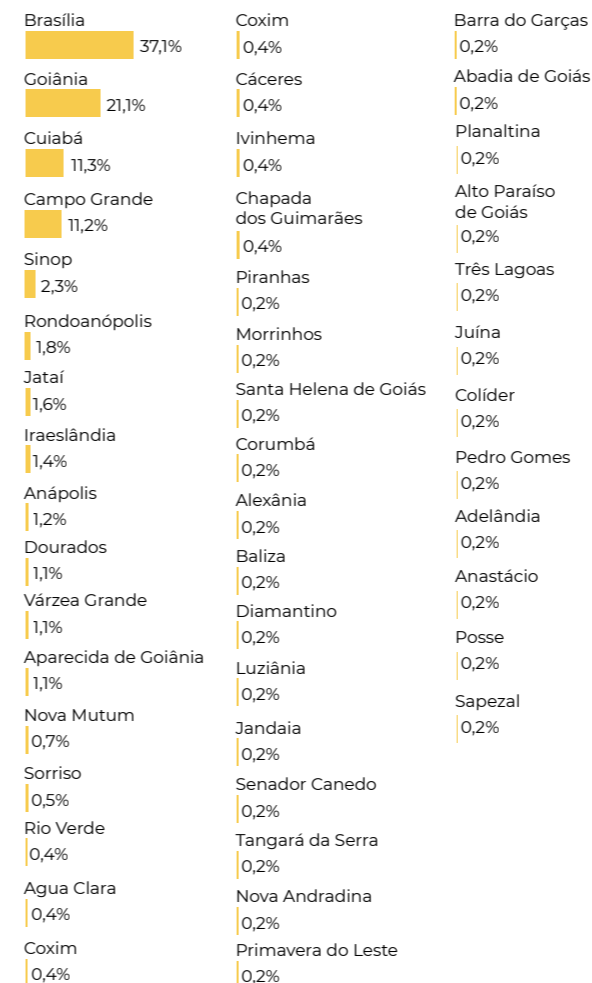 Brasília
37,1%
Goiânia
21,1%
Cuiabá
11,3%
Campo Grande
11,2%
Sinop
2,3%
Rondoanópolis
1,8%
Jataí
1,6%
Iraeslândia
1,4%
Anápolis
1,2%
Dourados
1,1%
Várzea Grande
1,1%
Aparecida de Goiânia
1,1%
Nova Mutum
0,7%
Sorriso
0,5%
Rio Verde
0,4%
Agua Clara
0,4%
Coxim
0,4%
Coxim
0,4%
Cáceres
0,4%
Ivinhema
0,4%
Chapada
dos Guimarães
0,4%
Piranhas
0,2%
Morrinhos
0,2%
Santa Helena de Goiás
0,2%
Corumbá
0,2%
Alexânia
0,2%
Baliza
0,2%
Diamantino
0,2%
Luziânia
0,2%
Jandaia
0,2%
Senador Canedo
0,2%
Tangará da Serra
0,2%
Nova Andradina
0,2%
Primavera do Leste
0,2%
Barra do Garças
0,2%
Abadia de Goiás
0,2%
Planaltina
0,2%
Alto Paraíso
de Goiás
0,2%
Três Lagoas
0,2%
Juína
0,2%
Colíder
0,2%
Pedro Gomes
0,2%
Adelândia
0,2%
Anastácio
0,2%
Posse
0,2%
Sapezal
0,2%